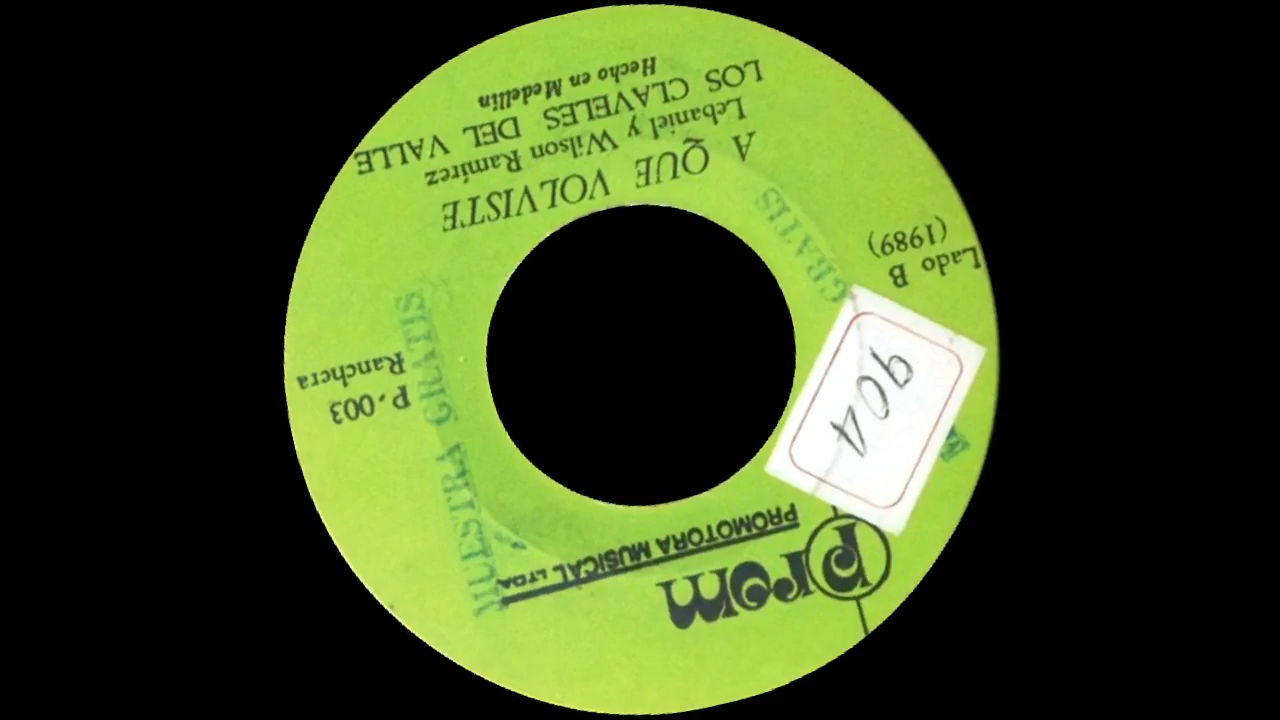 prom
PROMOTORA MUSICAL LTDA
MUESTRA GRATIS
904
P.003
Ranchera
Lado B
(1989)
GRATIS
A QUE VOLVISTE
Lebaniel y Wilson Ramírez
LOS CLAVELES DEL VALLE
Hecho en Medellín